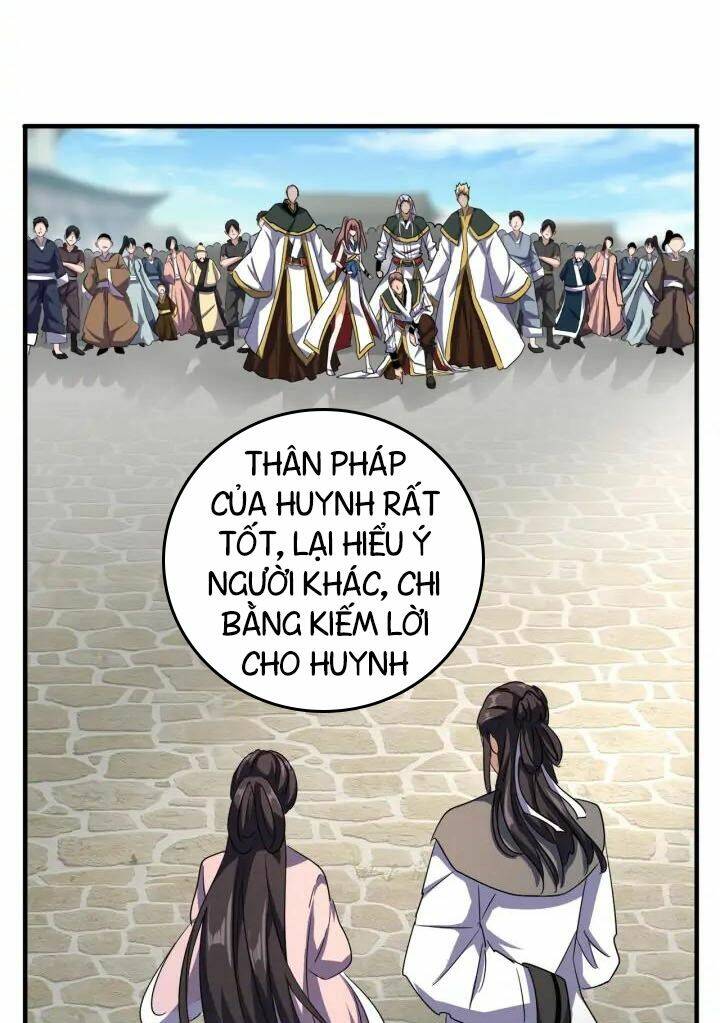 THÂN PHÁP
CỦA HUYNH RẤT
TỐT, LẠI HIỂU Ý
NGƯỜI KHÁC, CHI
BẰNG KIẾM LỜI
CHO HUYNH